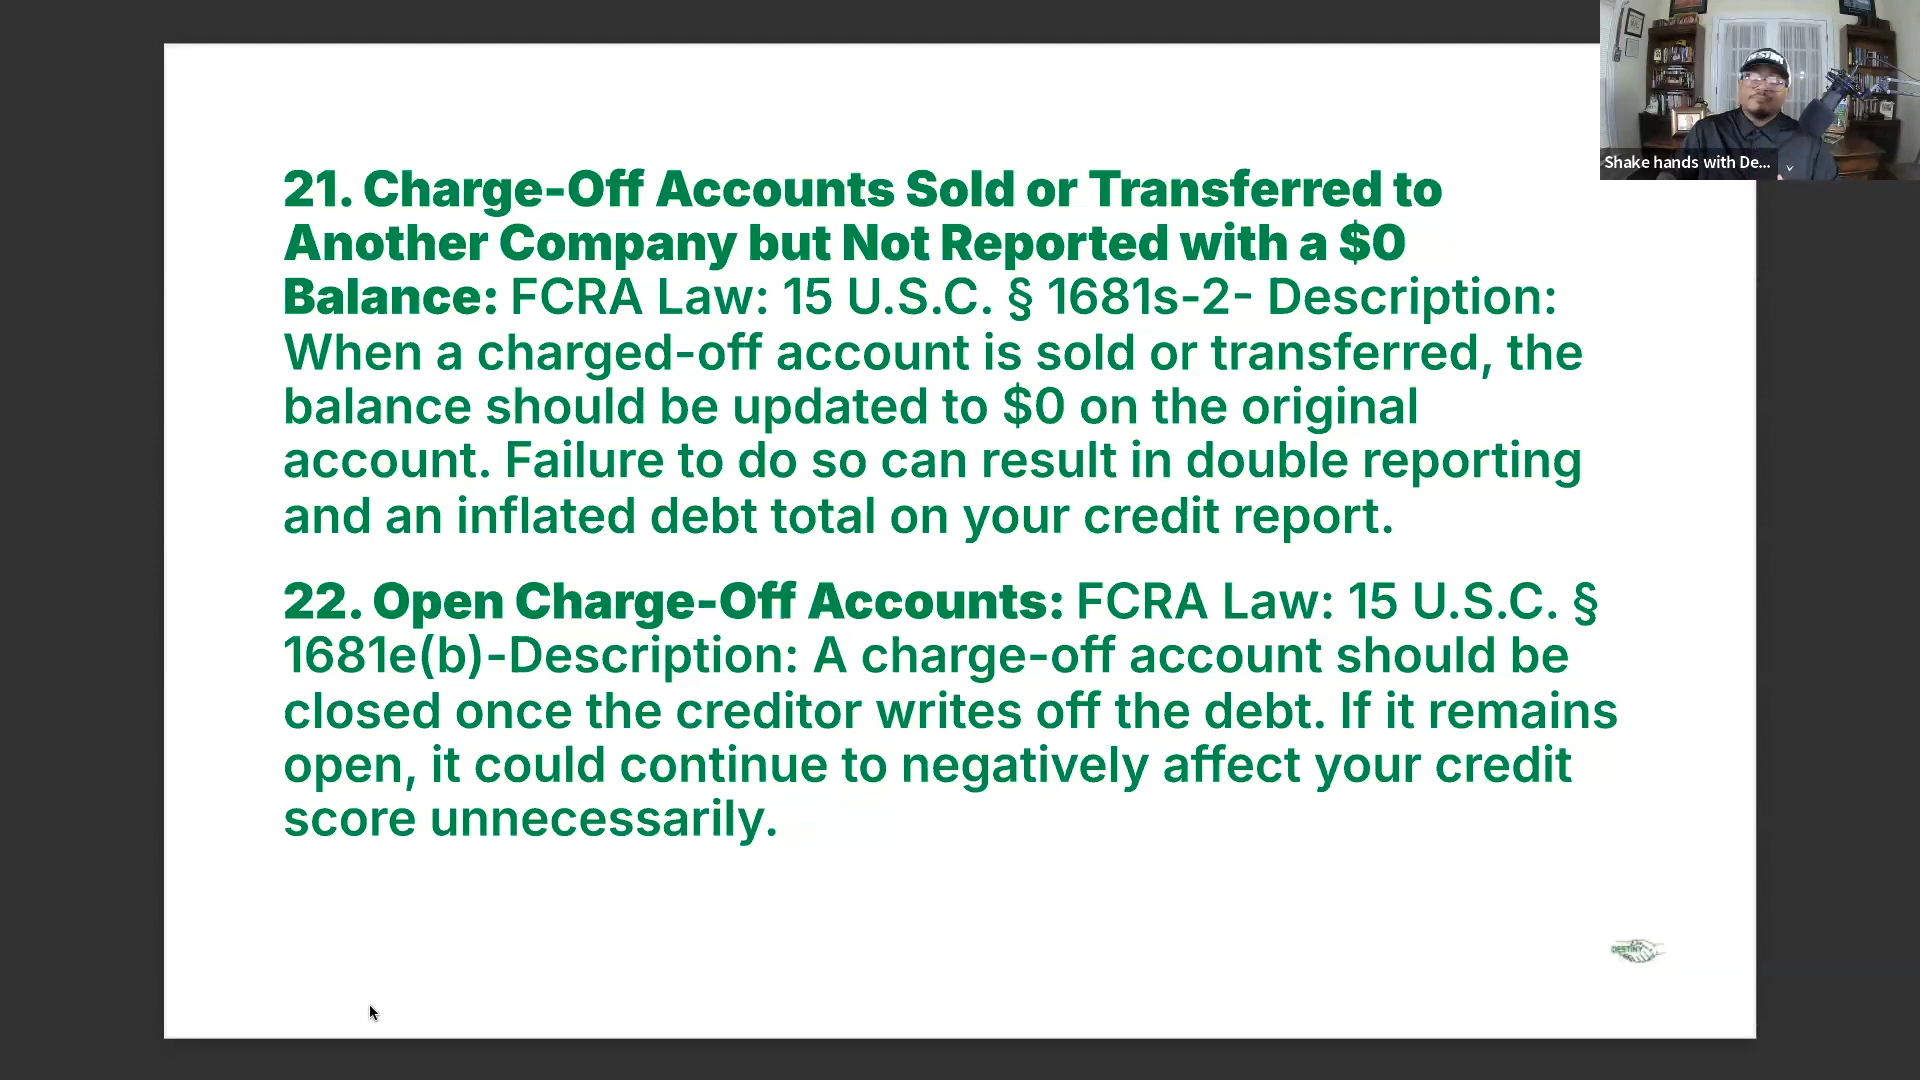 Shake hands with De...
21. Charge-Off Accounts Sold or Transferred to
Another Company but Not Reported with a $0
Balance: FCRA Law: 15 U.S.C. § 1681s-2- Description:
When a charged-off account is sold or transferred, the
balance should be updated to $0 on the original
account. Failure to do so can result in double reporting
and an inflated debt total on your credit report.
22. Open Charge-Off Accounts: FCRA Law: 15 U.S.C. §
1681e(b)-Description: A charge-off account should be
closed once the creditor writes off the debt. If it remains
open, it could continue to negatively affect your credit
score unnecessarily.
DESTINY